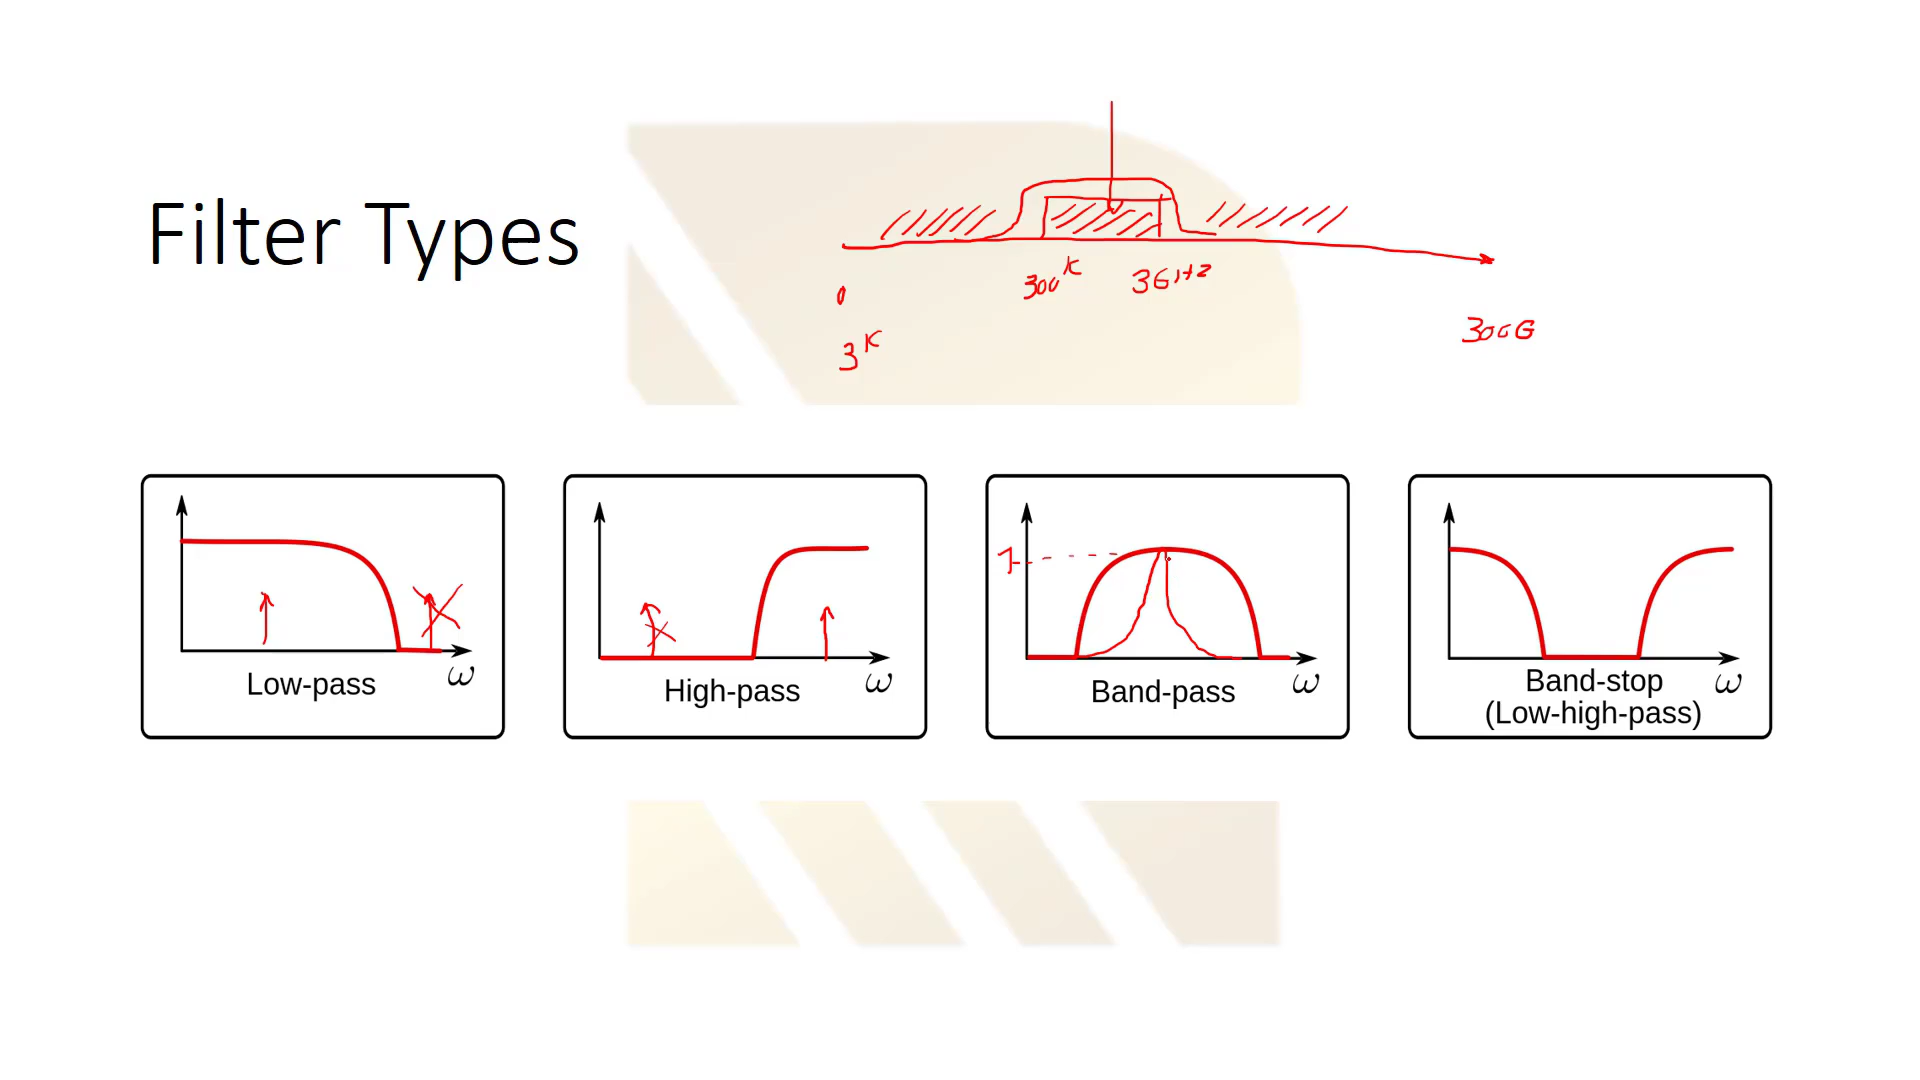 Filter Types
0
300K
3GHz
3K
300G
Low-pass
ω
High-pass
ω
1
Band-pass
ω
Band-stop
(Low-high-pass)
ω